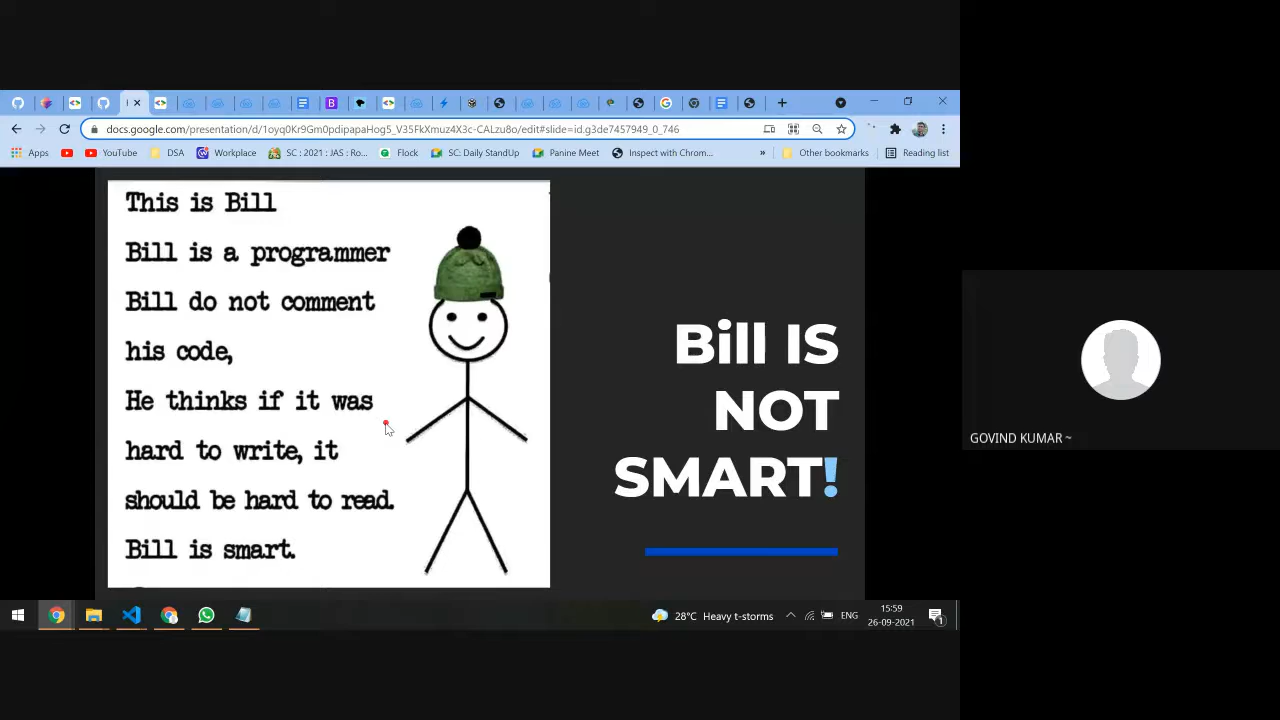 docs.google.com/presentation/d/1oyq0Kr9Gm0pdipapaHog5_V35FkXmuz4X3c-CALzu8o/edit#slide=id.g3de7457949_0_746
Apps YouTube DSA Workplace SC : 2021 : JAS : Ro... Flock SC: Daily StandUp Panine Meet Inspect with Chrom... » Other bookmarks Reading list
This is Bill
Bill is a programmer
Bill do not comment
his code,
He thinks if it was
hard to write, it
should be hard to read.
Bill is smart.
Bill IS
NOT
SMART!
GOVIND KUMAR ~
28°C Heavy t-storms ENG 15:59
26-09-2021